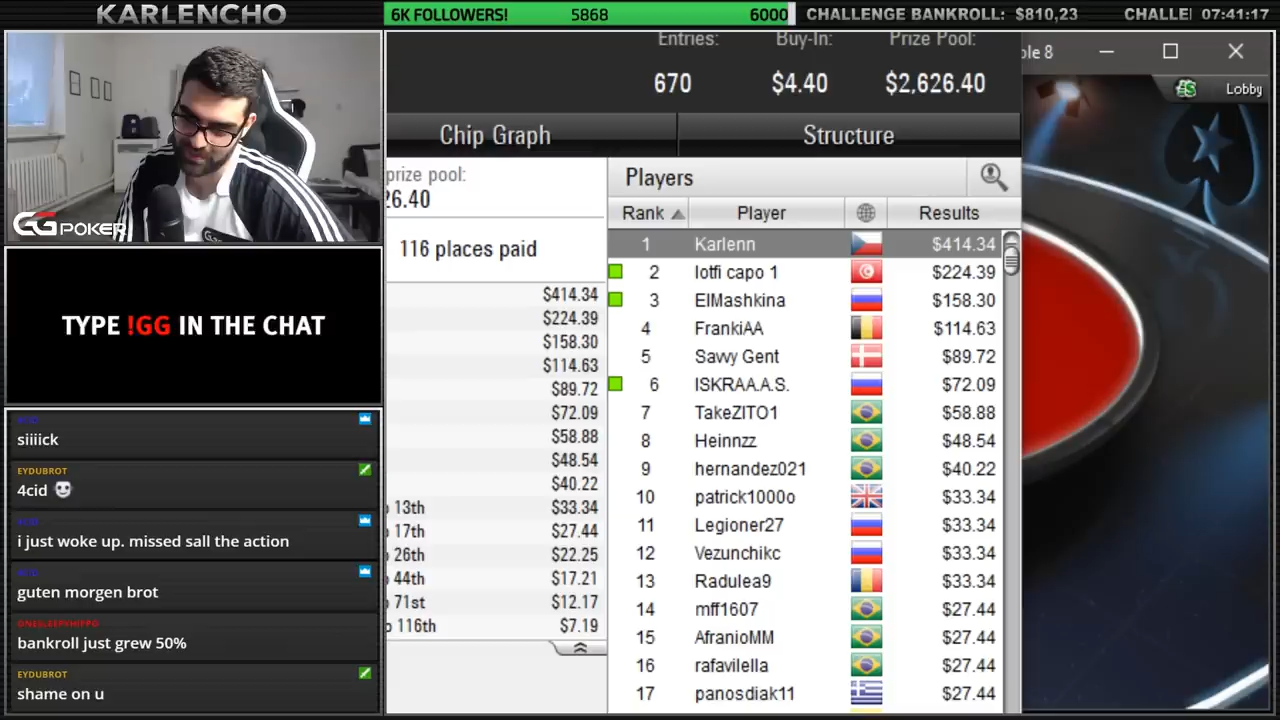 KARLENCHO
6K FOLLOWERS! 5868 6000
CHALLENGE BANKROLL: $810,23
CHALLE
07:41:17
GG POKER
GG
TYPE !GG IN THE CHAT
siiiick
EYDUBROT
4cid
i just woke up. missed sall the action
guten morgen brot
ONESLEEPYHIPPO
bankroll just grew 50%
EYDUBROT
shame on u
Entries: Buy-In: Prize Pool:
670 $4.40 $2,626.40
Chip Graph Structure
prize pool:
26.40
116 places paid
$414.34
$224.39
$158.30
$114.63
$89.72
$72.09
$58.88
$48.54
$40.22
13th $33.34
17th $27.44
26th $22.25
44th $17.21
71st $12.17
116th $7.19
Players
Rank Player Results
1 Karlenn $414.34
2 lotfi capo 1 $224.39
3 ElMashkina $158.30
4 FrankiAA $114.63
5 Savvy Gent $89.72
6 ISKRAA.A.S. $72.09
7 TakeZITO1 $58.88
8 Heinnzz $48.54
9 hernandez021 $40.22
10 patrick1000o $33.34
11 Legioner27 $33.34
12 Vezunchikc $33.34
13 Radulea9 $33.34
14 mff1607 $27.44
15 AfranioMM $27.44
16 rafavilella $27.44
17 panosdiak11 $27.44
ble 8
Lobby